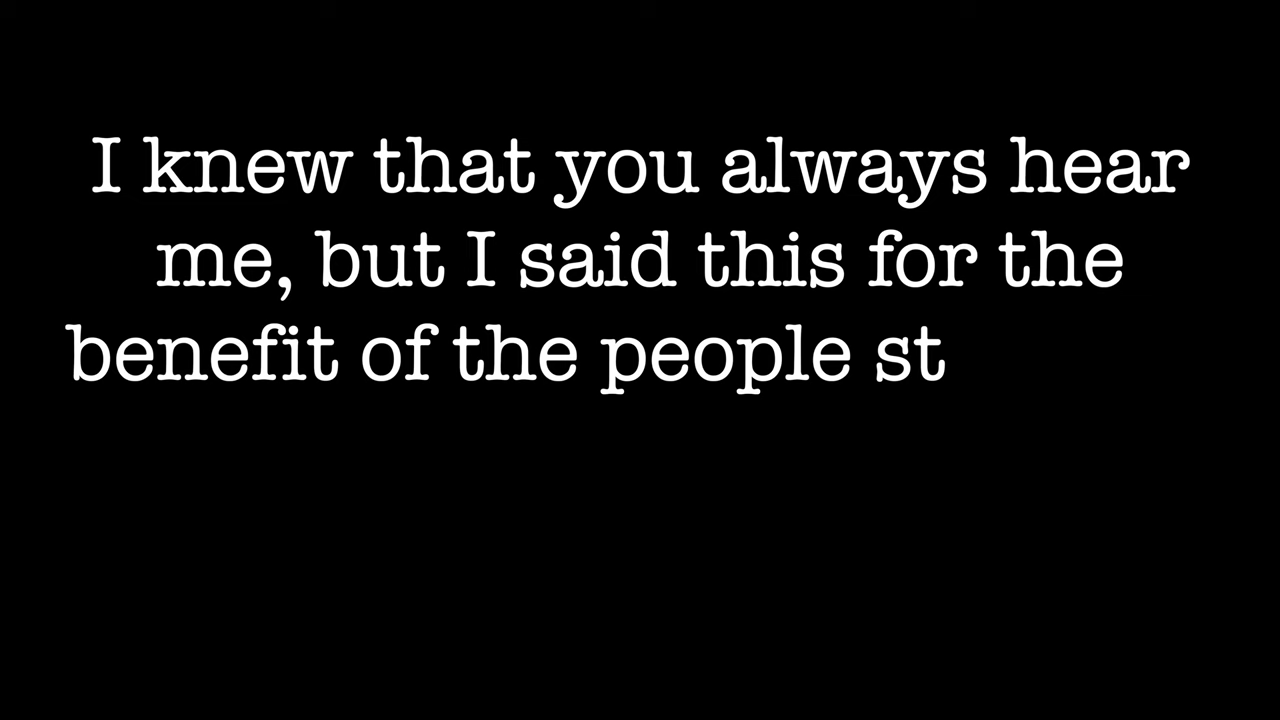 I knew that you always hear
me, but I said this for the
benefit of the people st